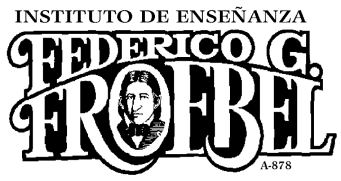 INSTITUTO DE ENSEÑANZA
FEDERICO G.
FROEBEL
A-878